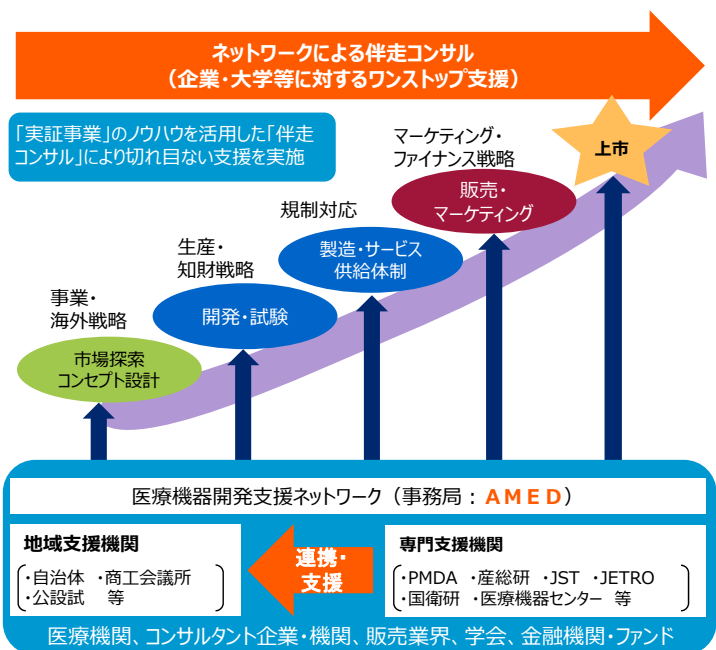 ネットワークによる伴走コンサル
（企業・大学等に対するワンストップ支援）
「実証事業」のノウハウを活用した「伴走
コンサル」により切れ目ない支援を実施
マーケティング・
ファイナンス戦略
上市
販売・
マーケティング
規制対応
製造・サービス
供給体制
生産・
知財戦略
開発・試験
事業・
海外戦略
市場探索
コンセプト設計
医療機器開発支援ネットワーク（事務局：AMED）
地域支援機関
・自治体 ・商工会議所
・公設試 等
連携・
支援
専門支援機関
・PMDA ・産総研 ・JST ・JETRO
・国衛研 ・医療機器センター 等
医療機関、コンサルタント企業・機関、販売業界、学会、金融機関・ファンド